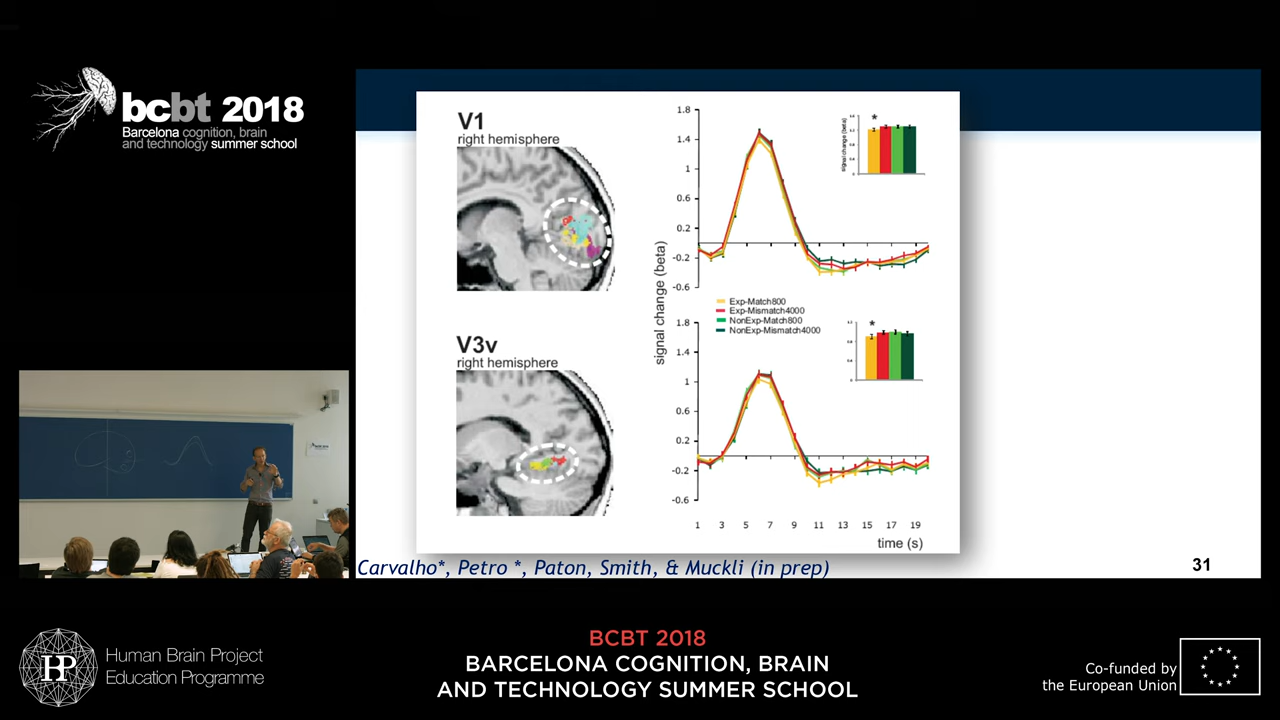 bcbt 2018
Barcelona cognition, brain
and technology summer school
V1
right hemisphere
V3v
right hemisphere
signal change (beta)
1.8
1.4
1
0.6
0.2
-0.2
-0.6
*
signal change (beta)
Exp-Match800
Exp-Mismatch4000
NonExp-Match800
NonExp-Mismatch4000
1.8
1.4
1
0.6
0.2
-0.2
-0.6
*
1 3 5 7 9 11 13 15 17 19
time (s)
Carvalho*, Petro *, Paton, Smith, & Muckli (in prep)
31
HP
Human Brain Project
Education Programme
BCBT 2018
BARCELONA COGNITION, BRAIN
AND TECHNOLOGY SUMMER SCHOOL
Co-funded by
the European Union